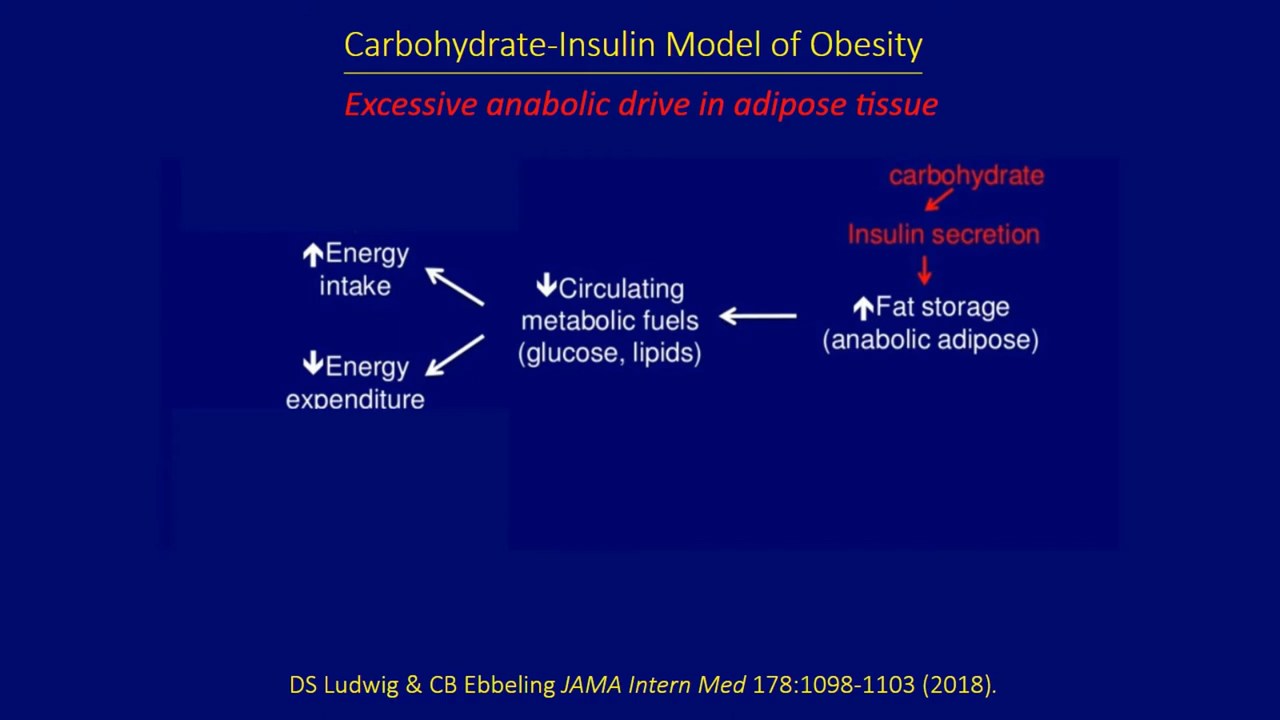 Carbohydrate-Insulin Model of Obesity
Excessive anabolic drive in adipose tissue
carbohydrate
Insulin secretion
↑Fat storage
(anabolic adipose)
↓Circulating
metabolic fuels
(glucose, lipids)
↑Energy
intake
↓Energy
expenditure
DS Ludwig & CB Ebbeling JAMA Intern Med 178:1098-1103 (2018).